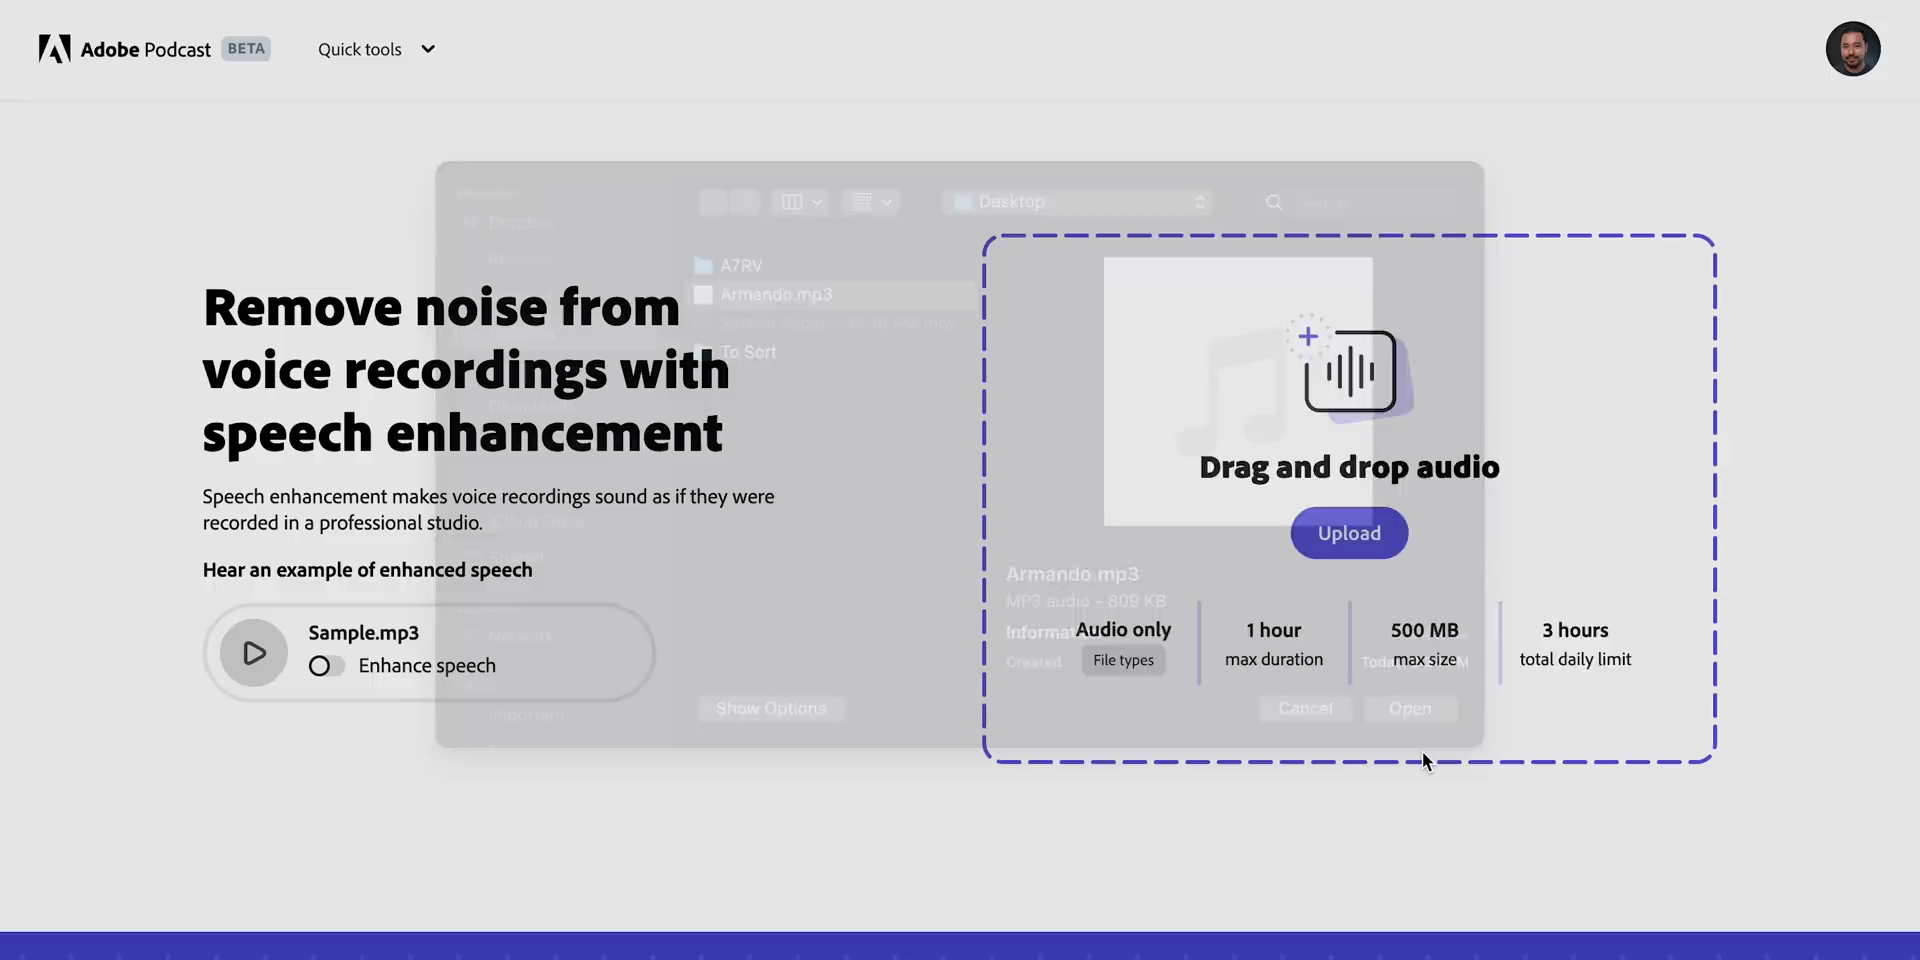 Adobe Podcast BETA
Quick tools
Desktop
A7RV
Armando.mp3
To Sort
Remove noise from
voice recordings with
speech enhancement
Speech enhancement makes voice recordings sound as if they were
recorded in a professional studio.
Hear an example of enhanced speech
Sample.mp3
Enhance speech
Network
Important
Show Options
Drag and drop audio
Upload
Armando.mp3
MP3 audio - 809 KB
Audio only
File types
1 hour
max duration
500 MB
max size
3 hours
total daily limit
Created
Cancel
Open